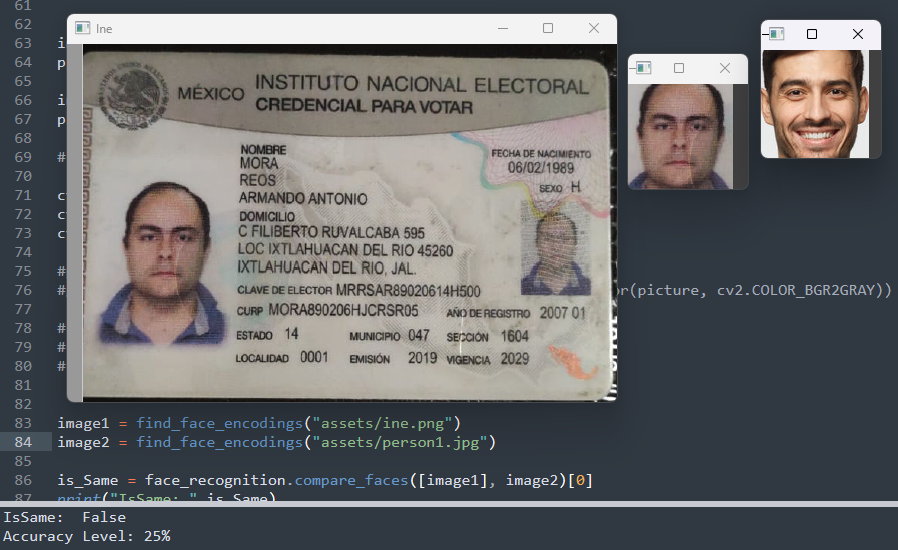 61
62
63
64
65
66
67
68
69 #
70
71
72
73
74
75 #
76 # or(picture, cv2.COLOR_BGR2GRAY))
77
78 #
79 #
80 #
81
82
83 image1 = find_face_encodings("assets/ine.png")
84 image2 = find_face_encodings("assets/person1.jpg")
85
86 is_Same = face_recognition.compare_faces([image1], image2)[0]
87 print("IsSame: " is_Same)
IsSame:  False
Accuracy Level: 25%
Ine
MÉXICO INSTITUTO NACIONAL ELECTORAL
CREDENCIAL PARA VOTAR
NOMBRE
MORA
REOS
ARMANDO ANTONIO
DOMICILIO
C FILIBERTO RUVALCABA 595
LOC IXTLAHUACAN DEL RIO 45260
IXTLAHUACAN DEL RIO, JAL.
FECHA DE NACIMIENTO
06/02/1989
SEXO H
CLAVE DE ELECTOR MRRSAR89020614H500
CURP MORA890206HJCRSR05 AÑO DE REGISTRO 2007 01
ESTADO 14 MUNICIPIO 047 SECCIÓN 1604
LOCALIDAD 0001 EMISIÓN 2019 VIGENCIA 2029